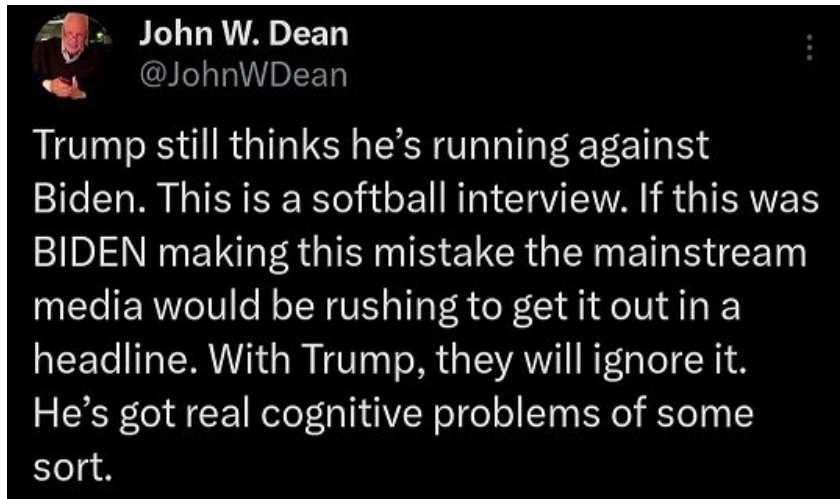 John W. Dean
@JohnWDean
Trump still thinks he’s running against
Biden. This is a softball interview. If this was
BIDEN making this mistake the mainstream
media would be rushing to get it out in a
headline. With Trump, they will ignore it.
He’s got real cognitive problems of some
sort.